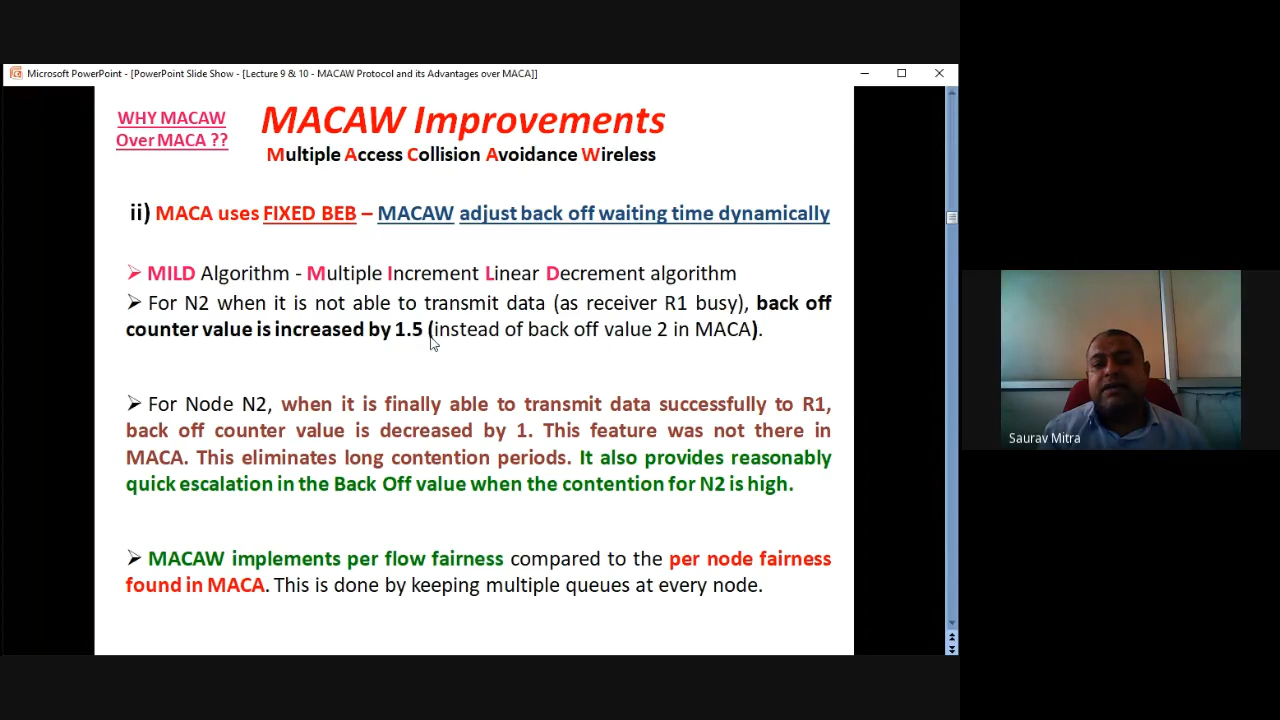 Microsoft PowerPoint - [PowerPoint Slide Show - [Lecture 9 & 10 - MACAW Protocol and its Advantages over MACA]]
WHY MACAW
Over MACA ??
MACAW Improvements
Multiple Access Collision Avoidance Wireless
ii) MACA uses FIXED BEB – MACAW adjust back off waiting time dynamically
MILD Algorithm - Multiple Increment Linear Decrement algorithm
For N2 when it is not able to transmit data (as receiver R1 busy), back off
counter value is increased by 1.5 (instead of back off value 2 in MACA).
For Node N2, when it is finally able to transmit data successfully to R1,
back off counter value is decreased by 1. This feature was not there in
MACA. This eliminates long contention periods. It also provides reasonably
quick escalation in the Back Off value when the contention for N2 is high.
MACAW implements per flow fairness compared to the per node fairness
found in MACA. This is done by keeping multiple queues at every node.
Saurav Mitra